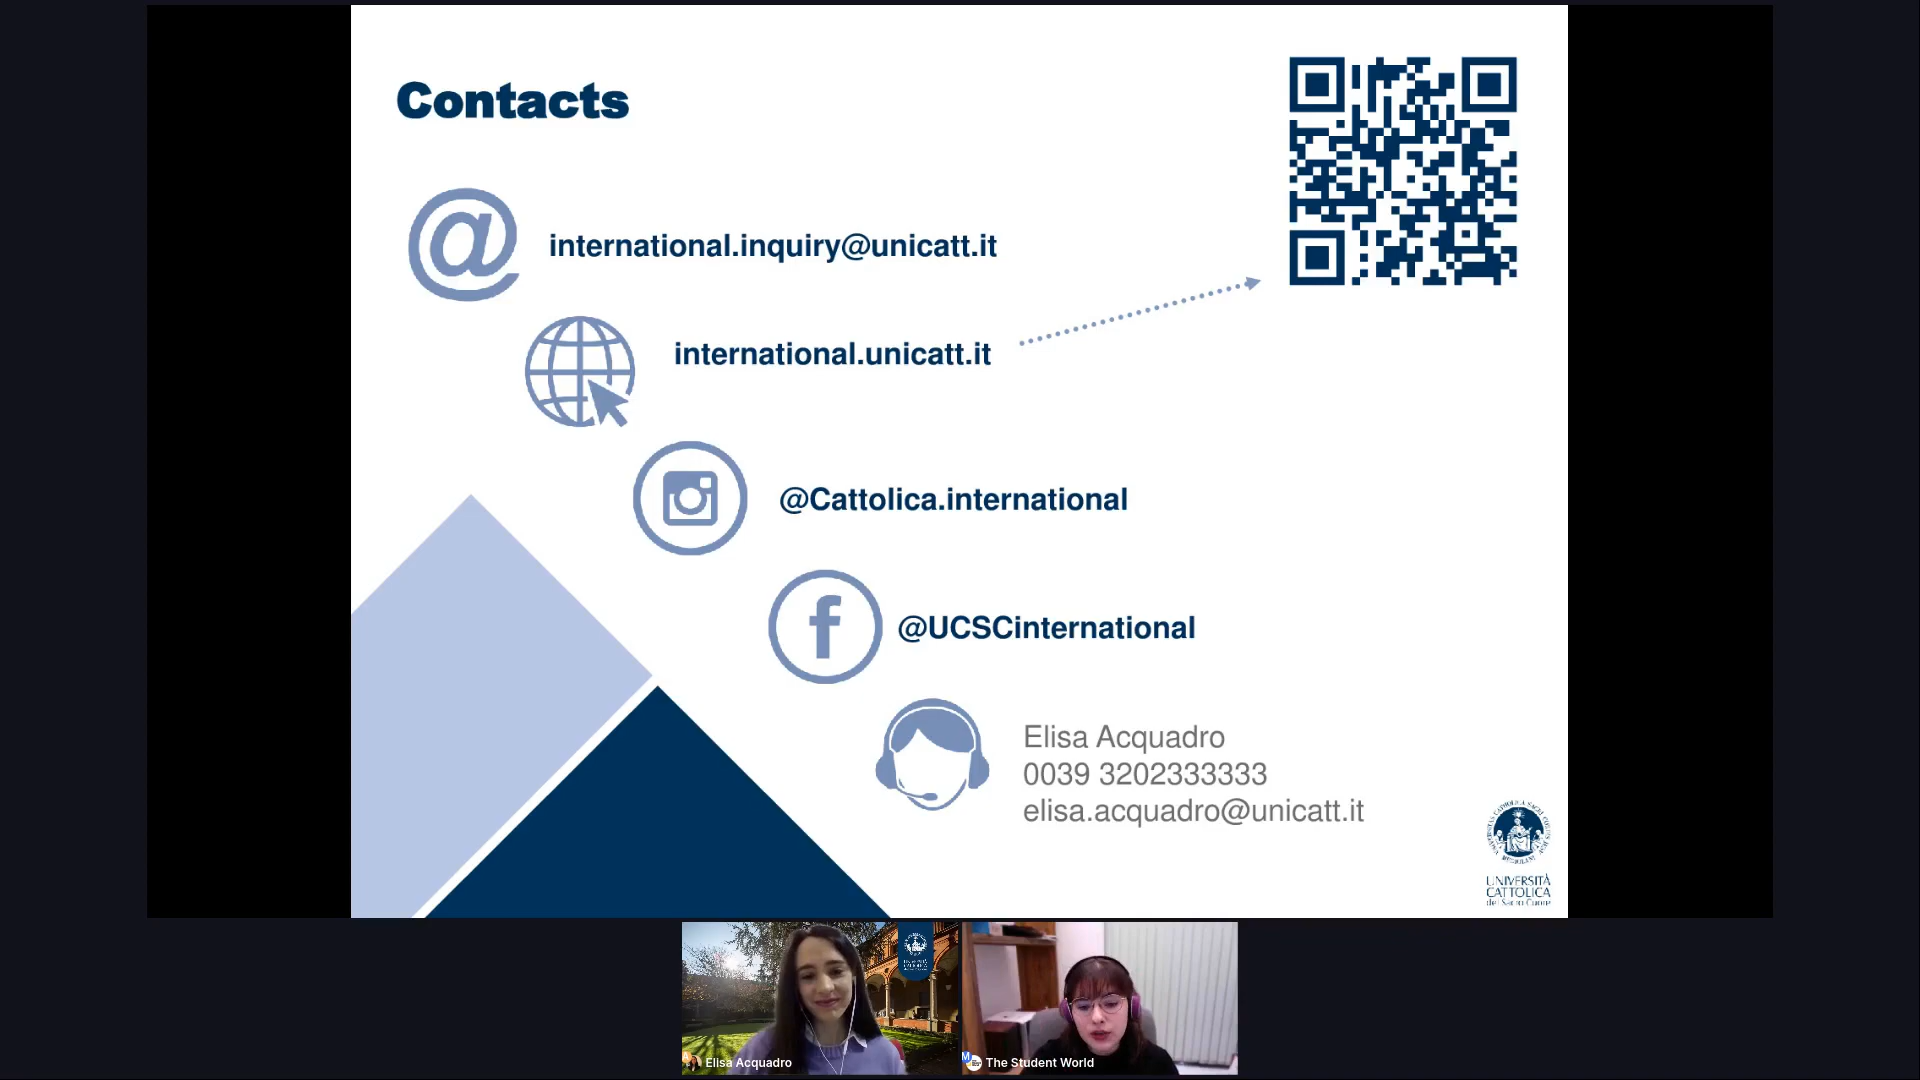 Contacts
international.inquiry@unicatt.it
international.unicatt.it
@Cattolica.international
@UCSCinternational
Elisa Acquadro
0039 3202333333
elisa.acquadro@unicatt.it
UNIVERSITÀ
CATTOLICA
del Sacro Cuore
Elisa Acquadro
The Student World